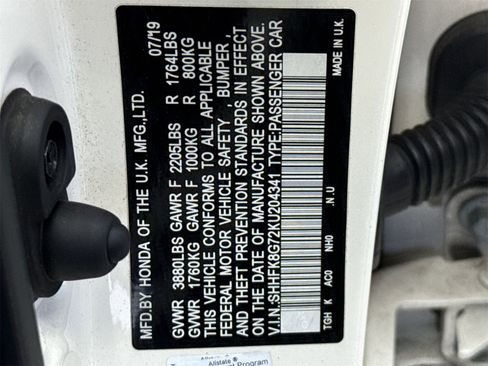 MFD.BY HONDA OF THE U.K. MFG.,LTD. 07/19
GVWR 3880LBS GAWR F 2205LBS R 1764LBS
GVWR 1760KG GAWR F 1000KG R 800KG
THIS VEHICLE CONFORMS TO ALL APPLICABLE
FEDERAL MOTOR VEHICLE SAFETY , BUMPER ,
AND THEFT PREVENTION STANDARDS IN EFFECT
ON THE DATE OF MANUFACTURE SHOWN ABOVE.
V.I.N.:SHHFK8G72KU204341 TYPE:PASSENGER CAR
TGH K AC0 NH0 .N.U MADE IN U.K.
Allstate ®
Program